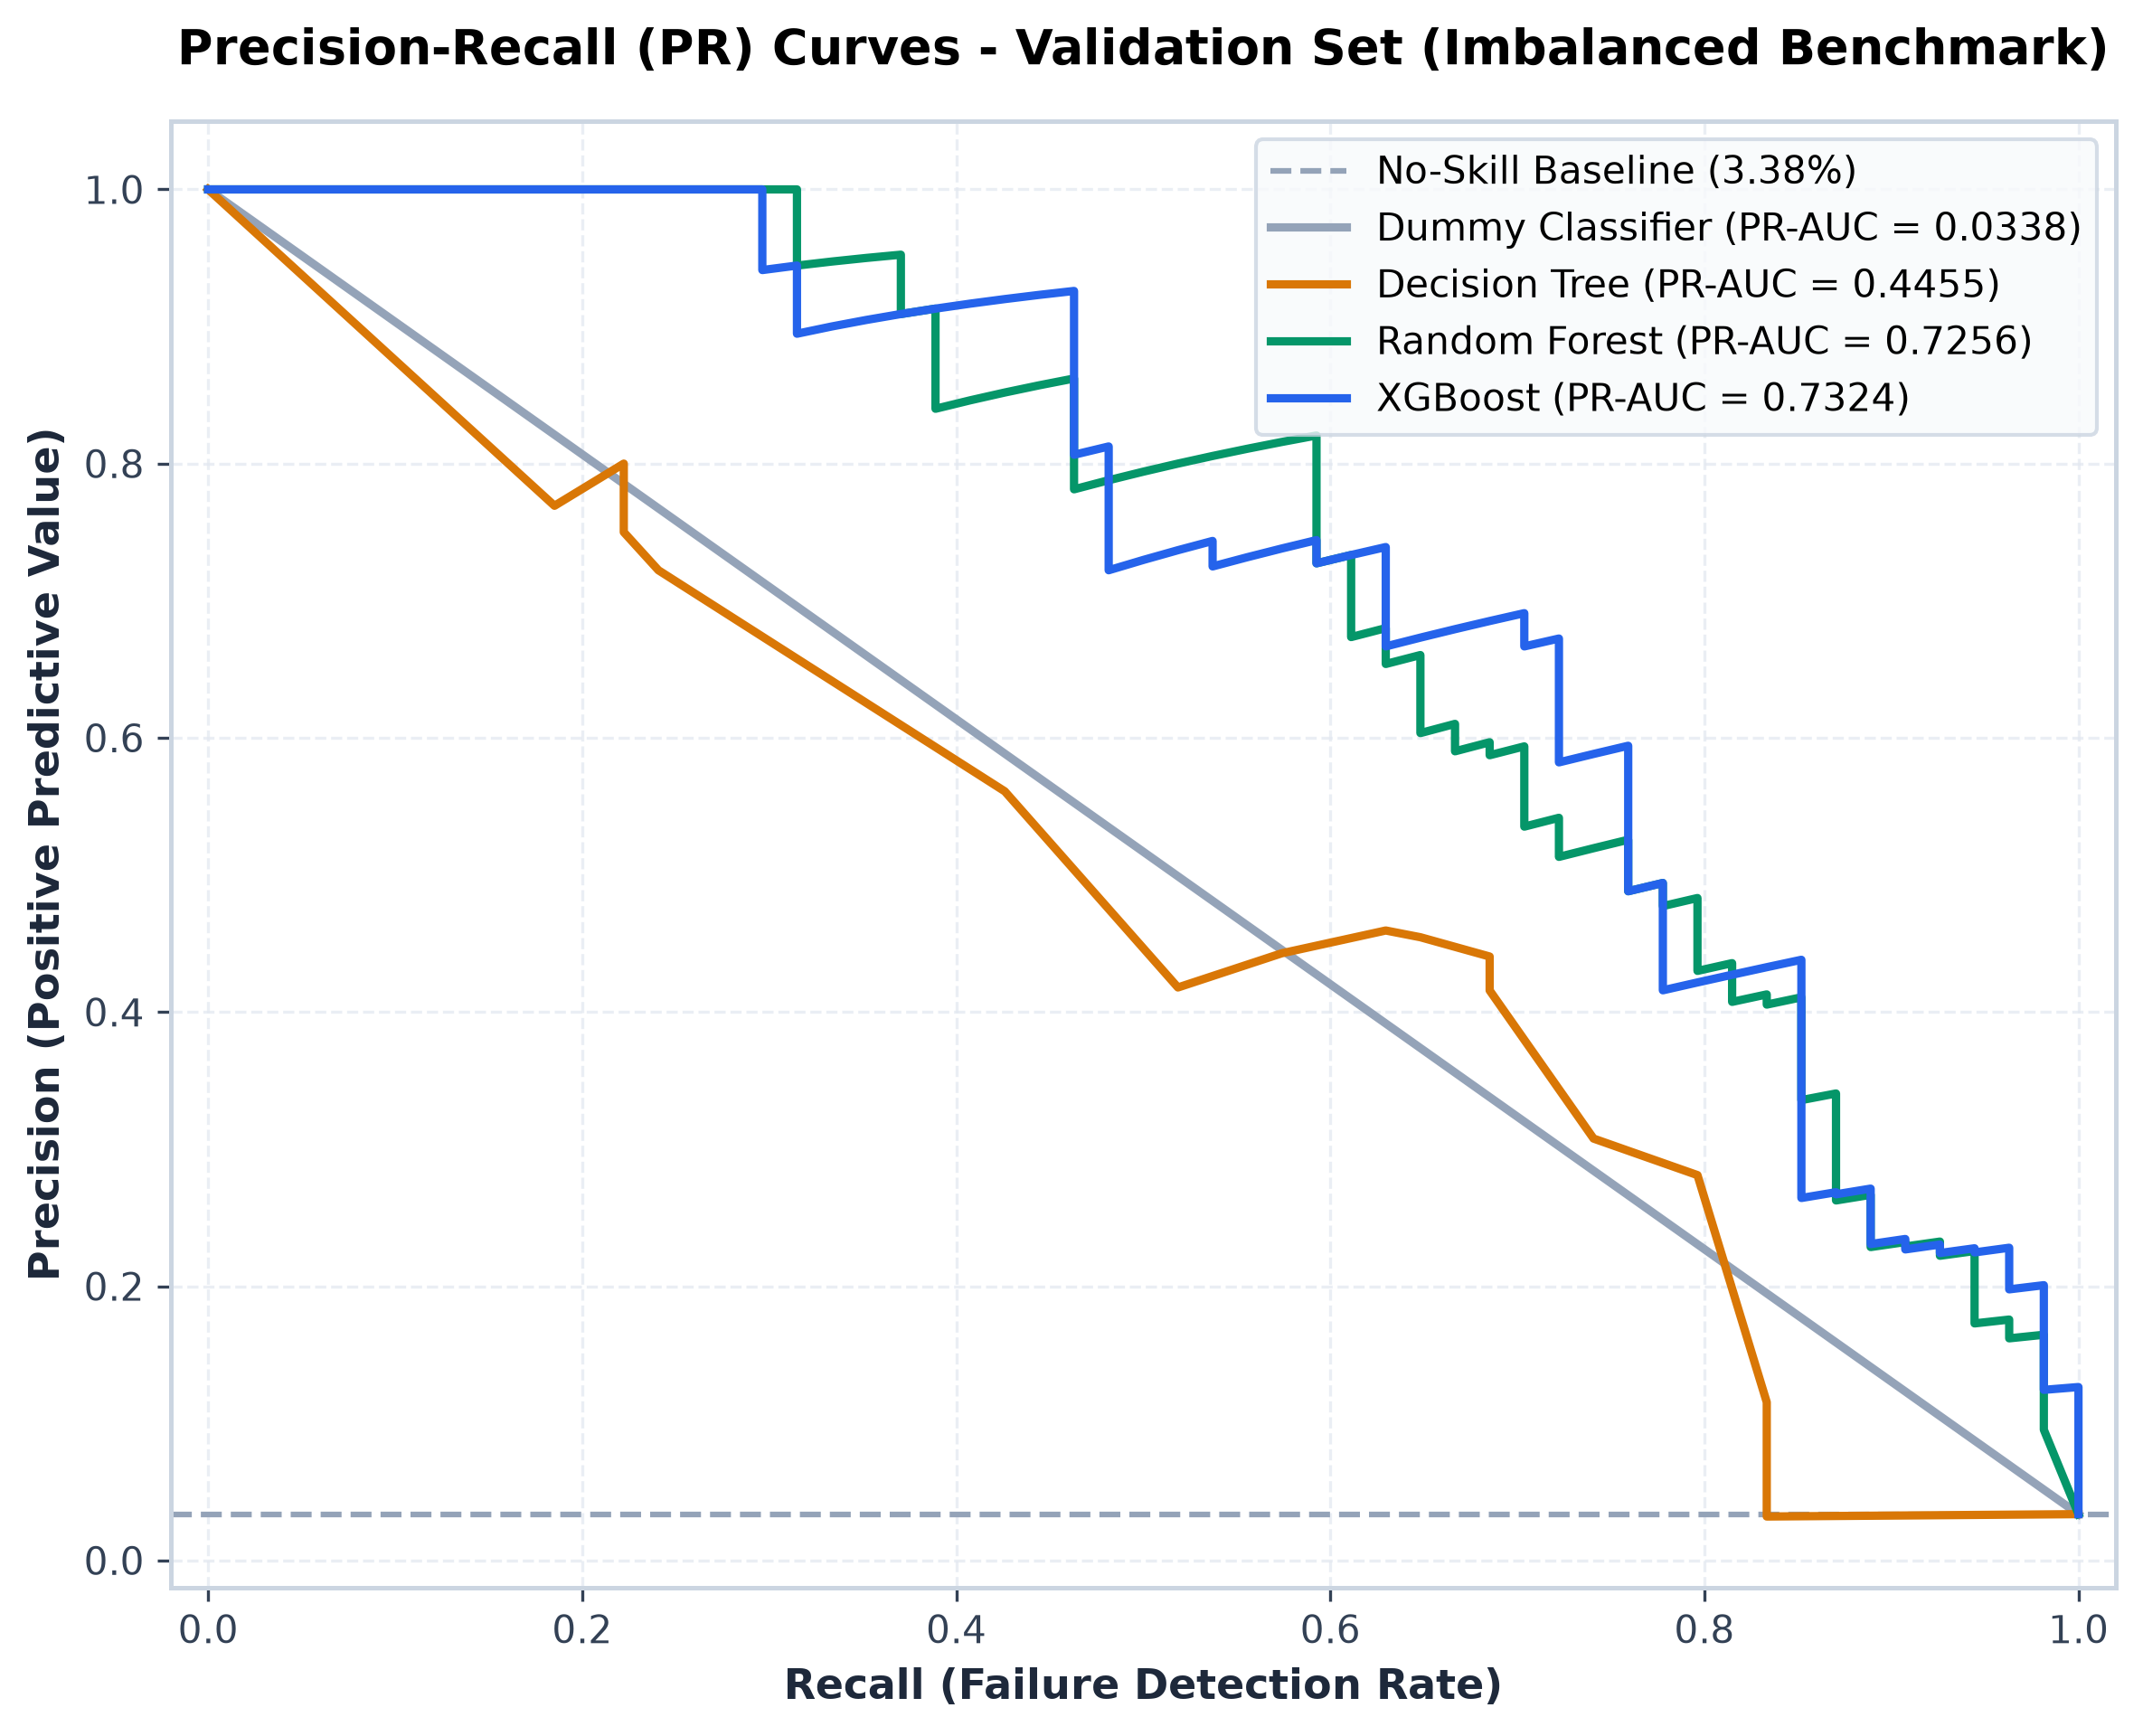 Precision-Recall (PR) Curves - Validation Set (Imbalanced Benchmark)
No-Skill Baseline (3.38%)
Dummy Classifier (PR-AUC = 0.0338)
Decision Tree (PR-AUC = 0.4455)
Random Forest (PR-AUC = 0.7256)
XGBoost (PR-AUC = 0.7324)
Precision (Positive Predictive Value)
1.0
0.8
0.6
0.4
0.2
0.0
0.0 0.2 0.4 0.6 0.8 1.0
Recall (Failure Detection Rate)